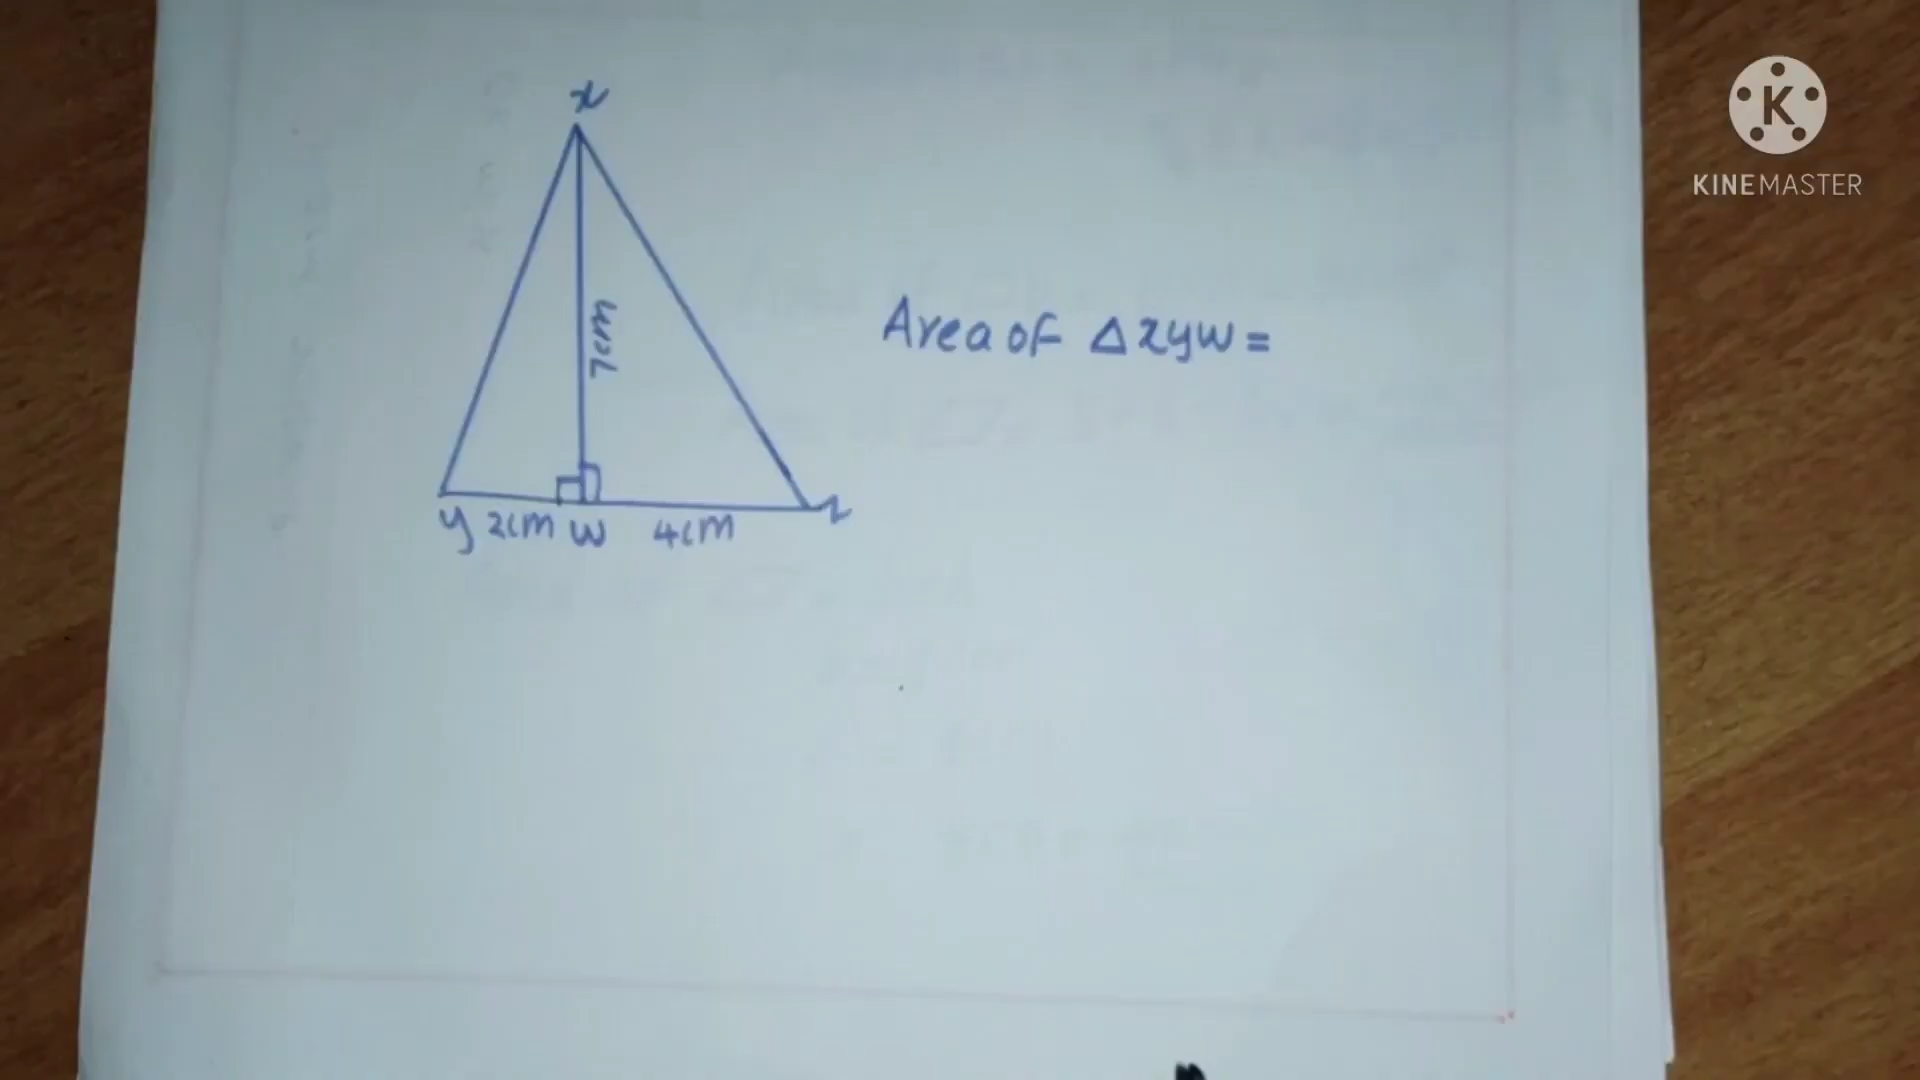 x
7cm
Area of Δxyw=
y 2cm w 4cm z
K
KINEMASTER